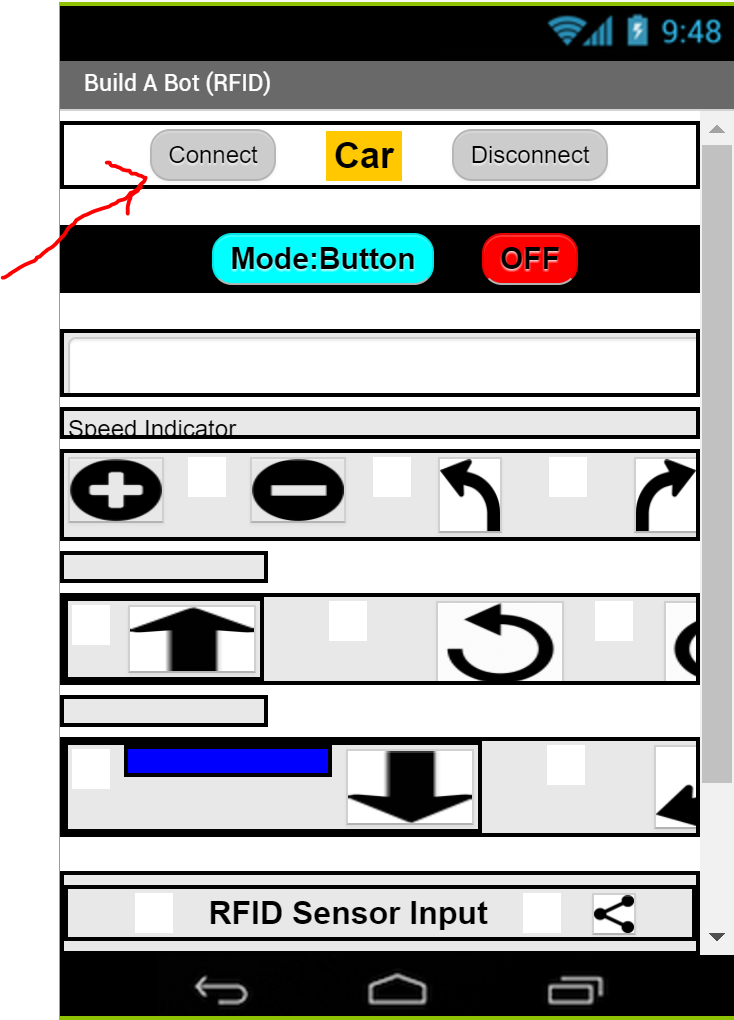 9:48
Build A Bot (RFID)
Connect Car Disconnect
Mode:Button OFF
Speed Indicator
RFID Sensor Input